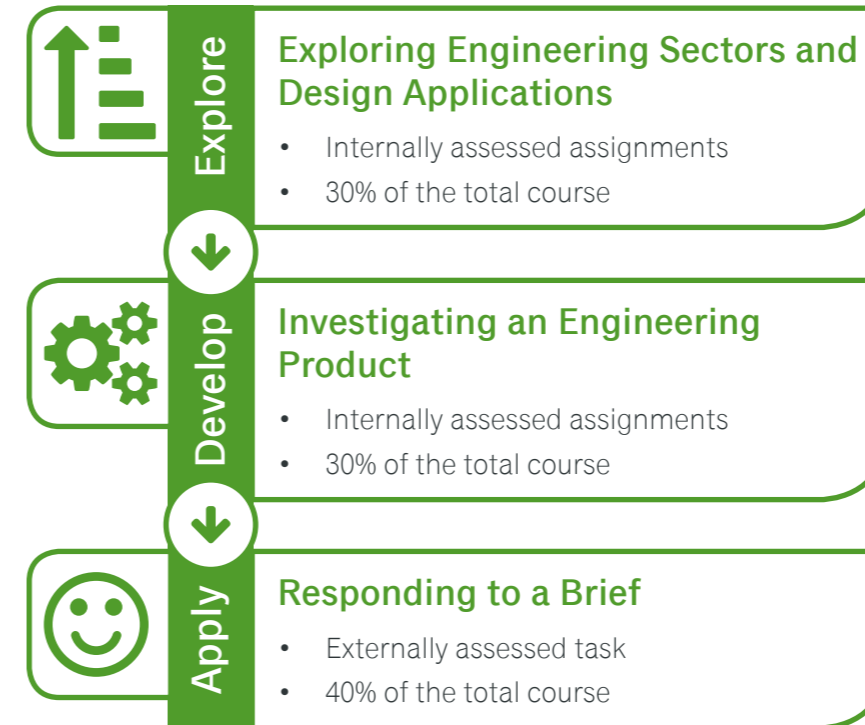 Explore
Exploring Engineering Sectors and
Design Applications
• Internally assessed assignments
• 30% of the total course
Develop
Investigating an Engineering
Product
• Internally assessed assignments
• 30% of the total course
Apply
Responding to a Brief
• Externally assessed task
• 40% of the total course